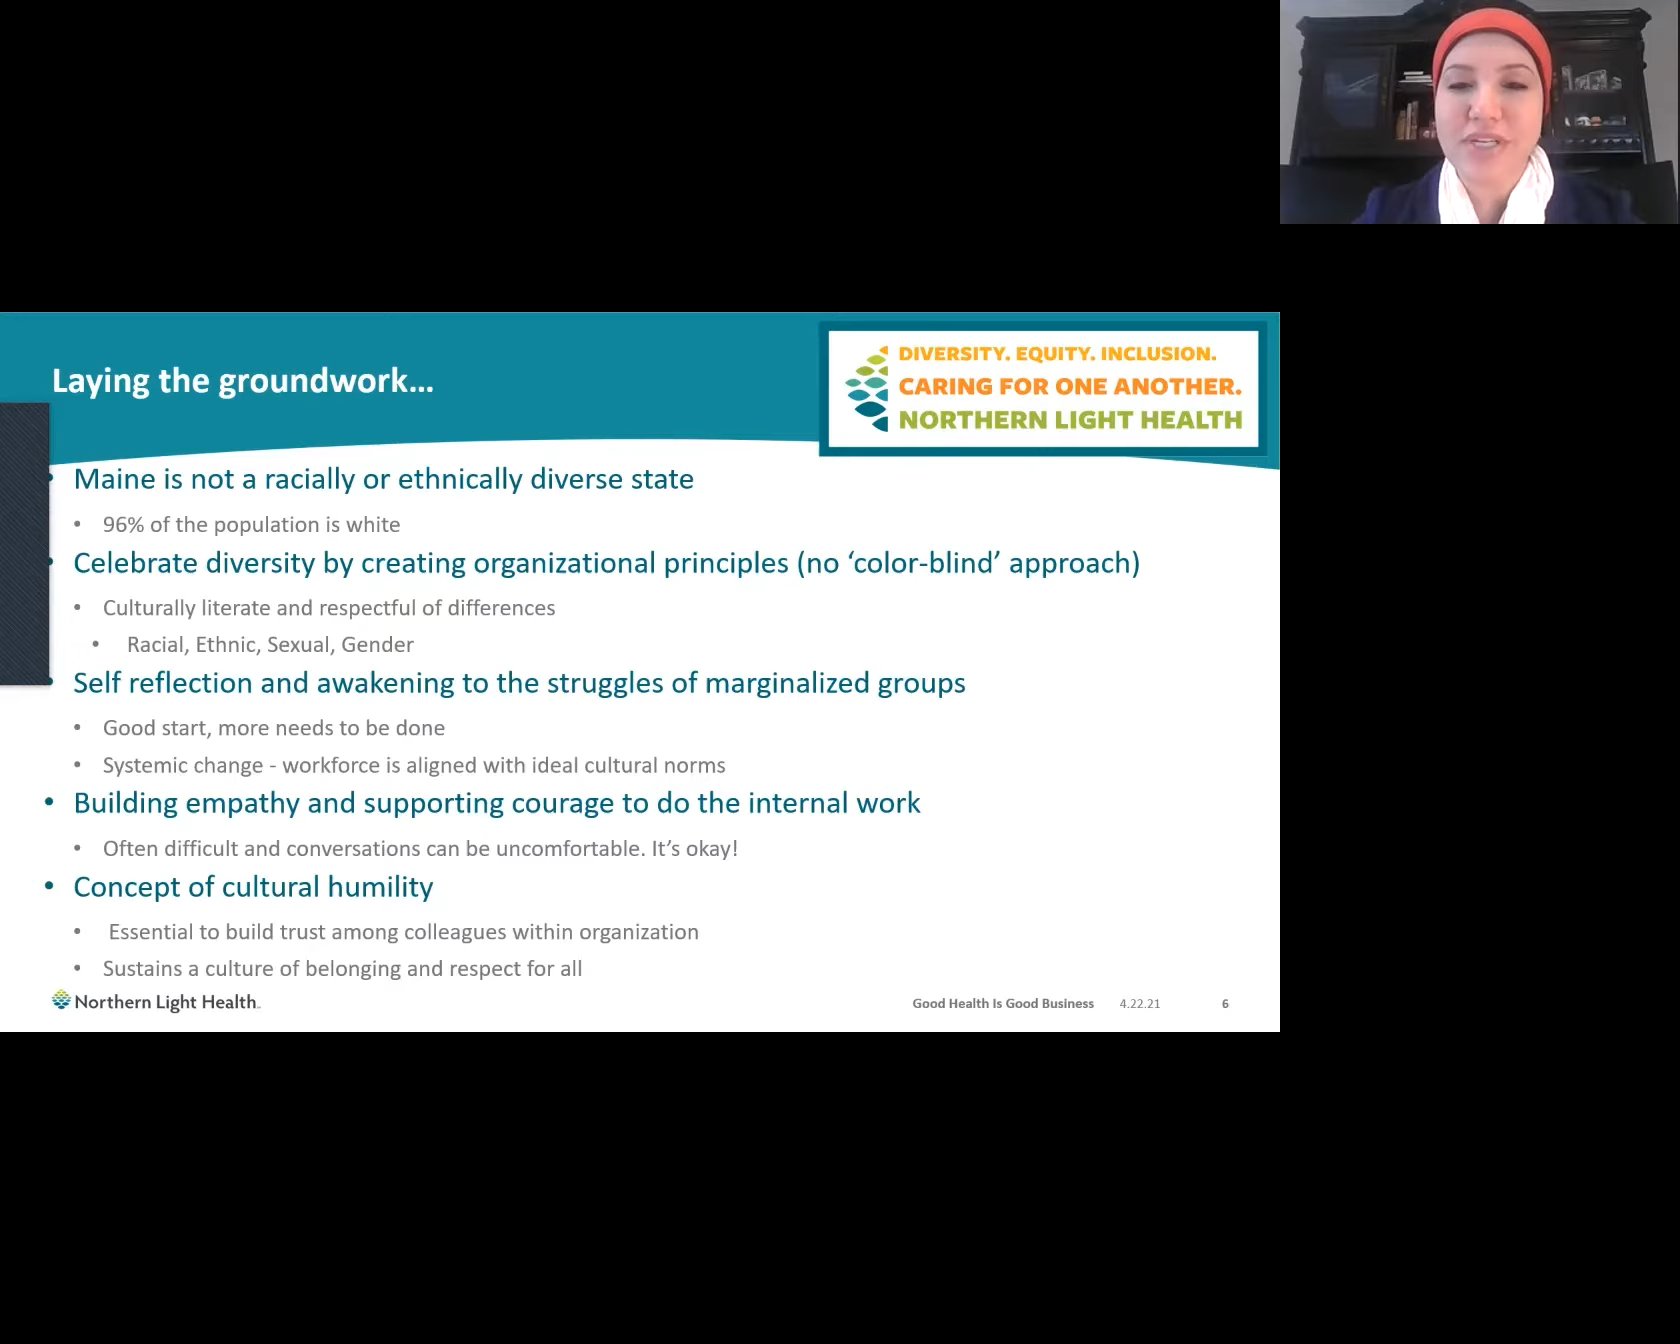 Laying the groundwork…
DIVERSITY. EQUITY. INCLUSION.
CARING FOR ONE ANOTHER.
NORTHERN LIGHT HEALTH
• Maine is not a racially or ethnically diverse state
• 96% of the population is white
• Celebrate diversity by creating organizational principles (no ‘color-blind’ approach)
• Culturally literate and respectful of differences
• Racial, Ethnic, Sexual, Gender
• Self reflection and awakening to the struggles of marginalized groups
• Good start, more needs to be done
• Systemic change - workforce is aligned with ideal cultural norms
• Building empathy and supporting courage to do the internal work
• Often difficult and conversations can be uncomfortable. It’s okay!
• Concept of cultural humility
• Essential to build trust among colleagues within organization
• Sustains a culture of belonging and respect for all
Northern Light Health
Good Health Is Good Business 4.22.21 6